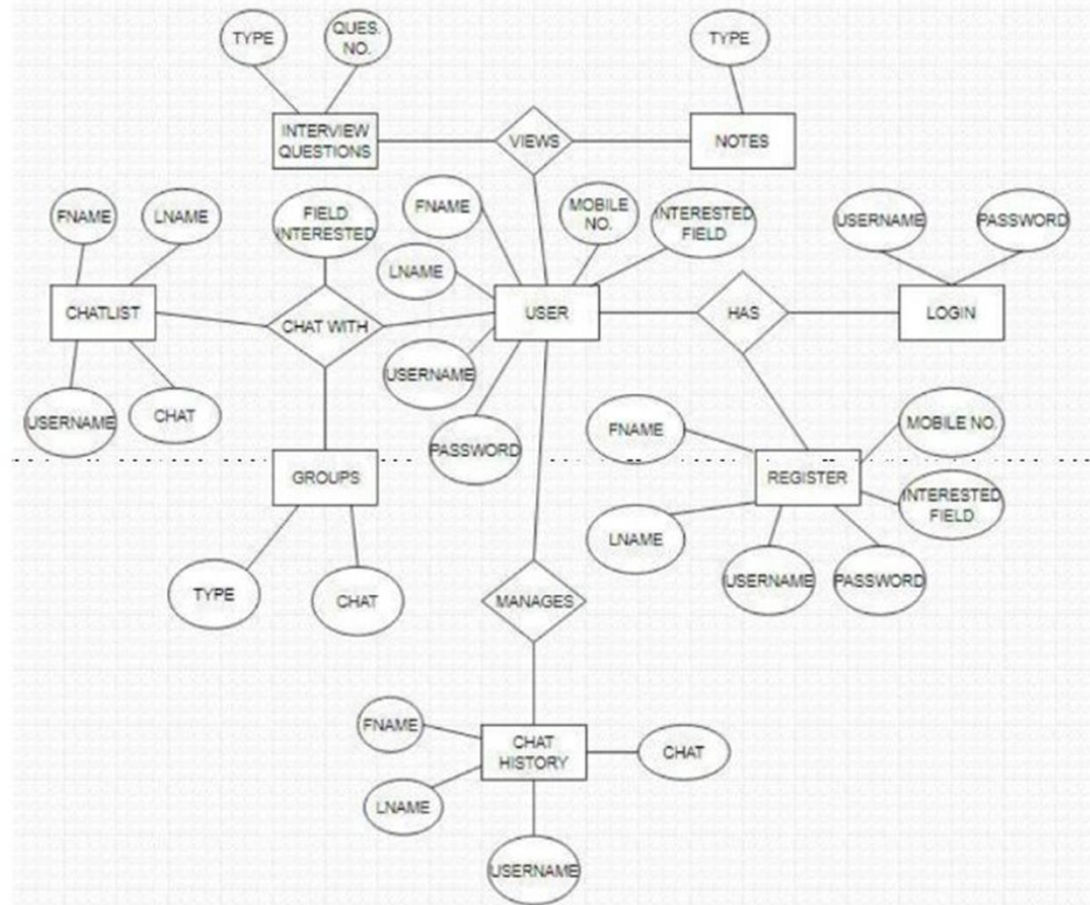 TYPE
QUES.
NO.
TYPE
INTERVIEW
QUESTIONS
VIEWS
NOTES
FNAME
LNAME
FIELD
INTERESTED
FNAME
MOBILE
NO.
INTERESTED
FIELD
USERNAME
PASSWORD
LNAME
CHATLIST
CHAT WITH
USER
HAS
LOGIN
USERNAME
CHAT
USERNAME
PASSWORD
FNAME
MOBILE NO.
GROUPS
REGISTER
INTERESTED
FIELD
LNAME
USERNAME
PASSWORD
TYPE
CHAT
MANAGES
FNAME
CHAT
HISTORY
CHAT
LNAME
USERNAME